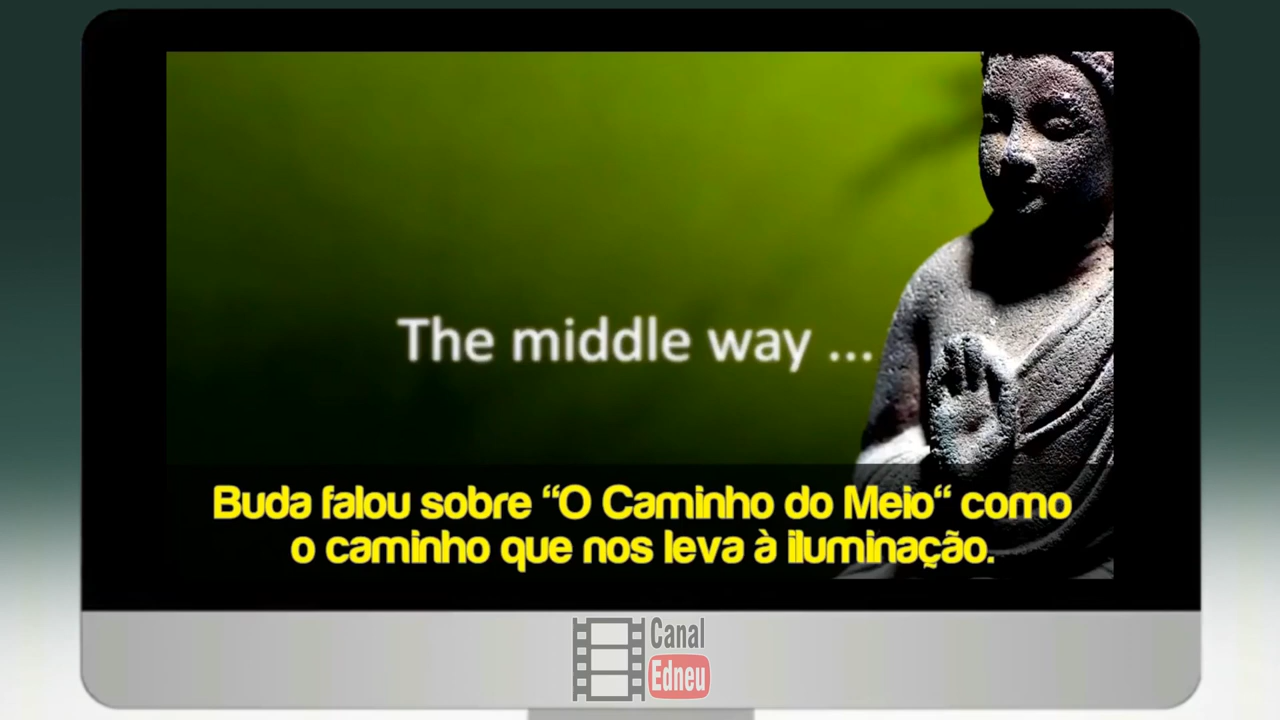 The middle way ...
Buda falou sobre “O Caminho do Meio“ como
o caminho que nos leva à iluminação.
Canal
Edneu